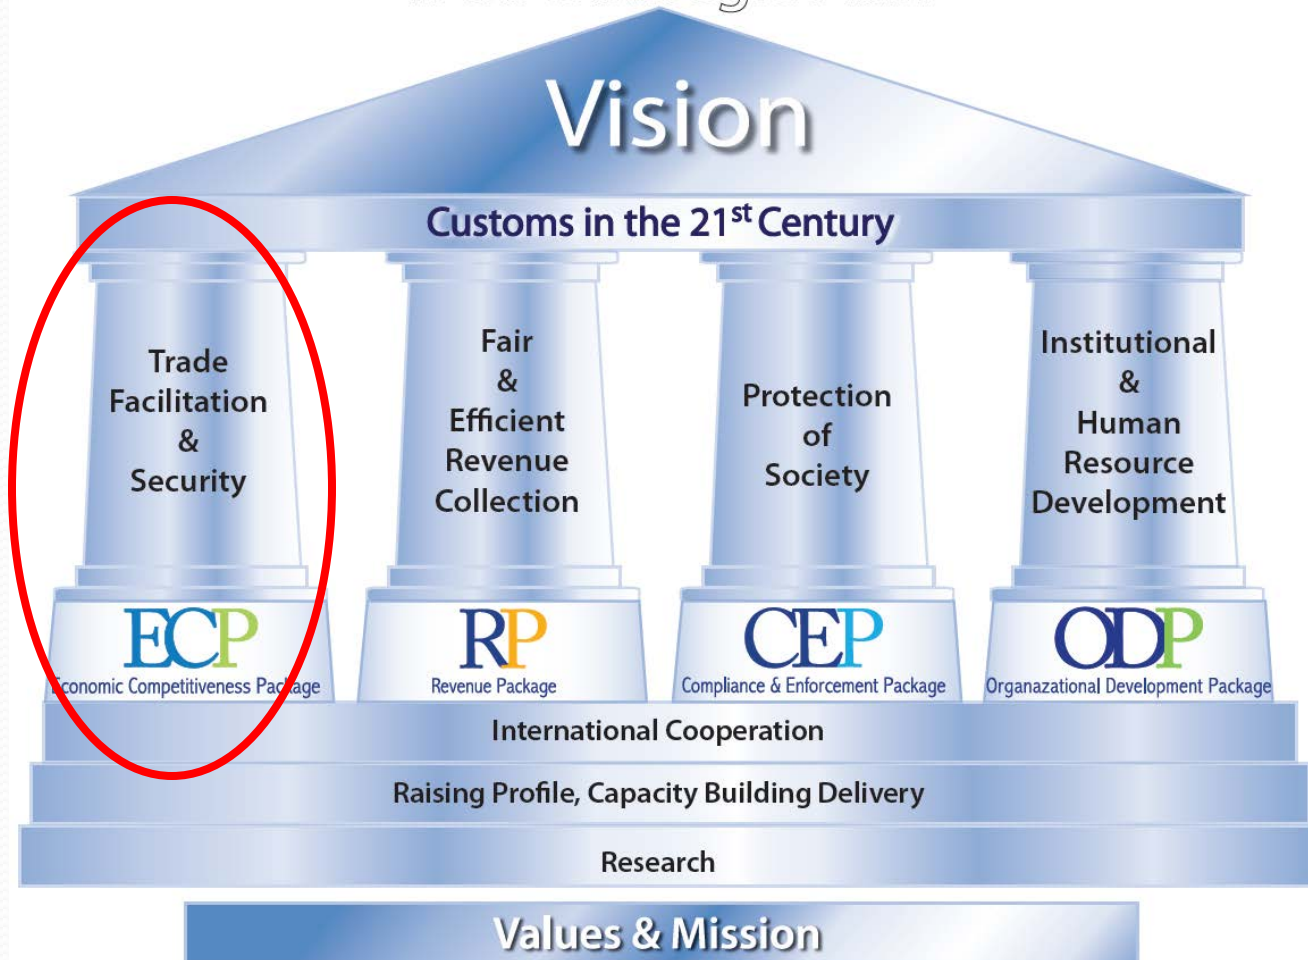 Vision
Customs in the 21st Century
Trade
Facilitation
&
Security
ECP
Economic Competitiveness Package
Fair
&
Efficient
Revenue
Collection
RP
Revenue Package
Protection
of
Society
CEP
Compliance & Enforcement Package
Institutional
&
Human
Resource
Development
ODP
Organazational Development Package
International Cooperation
Raising Profile, Capacity Building Delivery
Research
Values & Mission